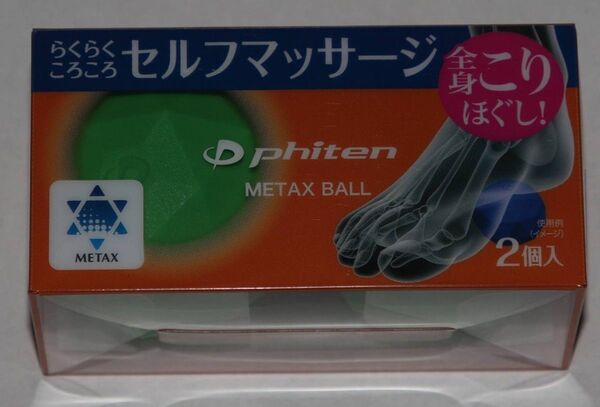 らくらく
ころころ
セルフマッサージ
全身こり
ほぐし!
phiten
METAX BALL
METAX
使用例
(イメージ)
2個入